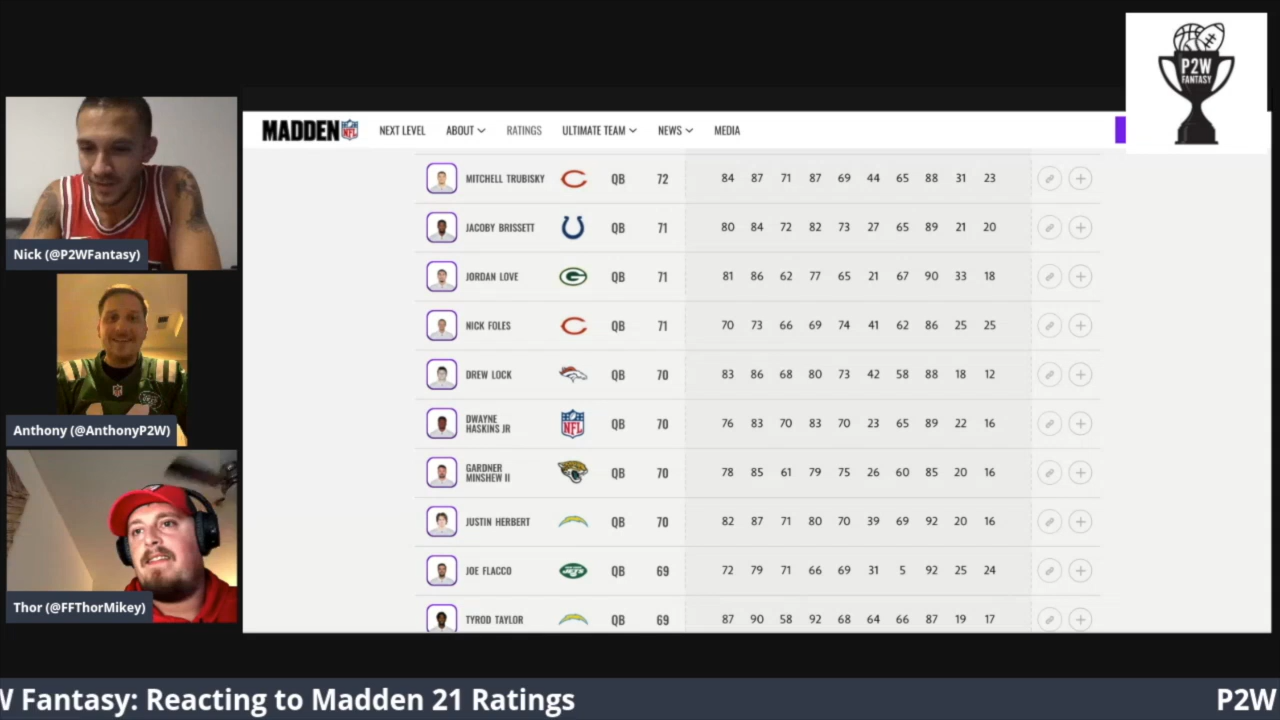 P2W
FANTASY
MADDEN NFL NEXT LEVEL ABOUT RATINGS ULTIMATE TEAM NEWS MEDIA
MITCHELL TRUBISKY QB 72 84 87 71 87 69 44 65 88 31 23
JACOBY BRISSETT QB 71 80 84 72 82 73 27 65 89 21 20
JORDAN LOVE QB 71 81 86 62 77 65 21 67 90 33 18
NICK FOLES QB 71 70 73 66 69 74 41 62 86 25 25
DREW LOCK QB 70 83 86 68 80 73 42 58 88 18 12
DWAYNE
HASKINS JR NFL QB 70 76 83 70 83 70 23 65 89 22 16
GARDNER
MINSHEW II QB 70 78 85 61 79 75 26 60 85 20 16
JUSTIN HERBERT QB 70 82 87 71 80 70 39 69 92 20 16
JOE FLACCO JETS QB 69 72 79 71 66 69 31 5 92 25 24
TYROD TAYLOR QB 69 87 90 58 92 68 64 66 87 19 17
Nick (@P2WFantasy)
Anthony (@AnthonyP2W)
Thor (@FFThorMikey)
W Fantasy: Reacting to Madden 21 Ratings P2W